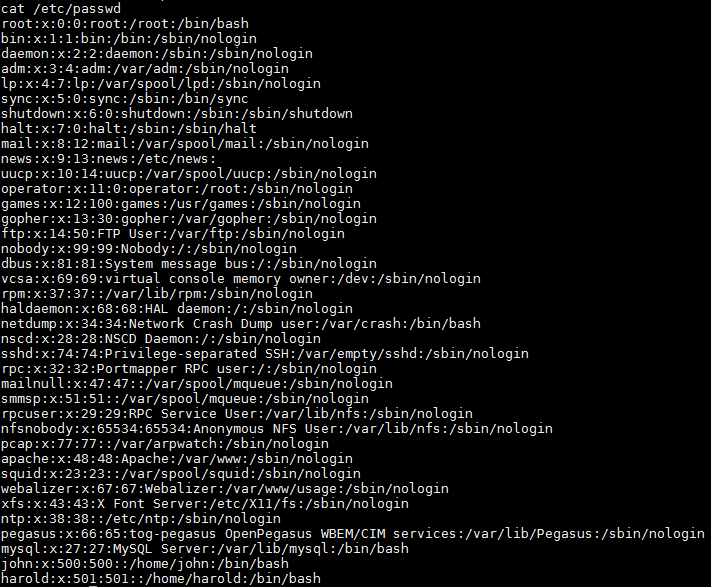 cat /etc/passwd
root:x:0:0:root:/root:/bin/bash
bin:x:1:1:bin:/bin:/sbin/nologin
daemon:x:2:2:daemon:/sbin:/sbin/nologin
adm:x:3:4:adm:/var/adm:/sbin/nologin
lp:x:4:7:lp:/var/spool/lpd:/sbin/nologin
sync:x:5:0:sync:/sbin:/bin/sync
shutdown:x:6:0:shutdown:/sbin:/sbin/shutdown
halt:x:7:0:halt:/sbin:/sbin/halt
mail:x:8:12:mail:/var/spool/mail:/sbin/nologin
news:x:9:13:news:/etc/news:
uucp:x:10:14:uucp:/var/spool/uucp:/sbin/nologin
operator:x:11:0:operator:/root:/sbin/nologin
games:x:12:100:games:/usr/games:/sbin/nologin
gopher:x:13:30:gopher:/var/gopher:/sbin/nologin
ftp:x:14:50:FTP User:/var/ftp:/sbin/nologin
nobody:x:99:99:Nobody:/:/sbin/nologin
dbus:x:81:81:System message bus:/:/sbin/nologin
vcsa:x:69:69:virtual console memory owner:/dev:/sbin/nologin
rpm:x:37:37::/var/lib/rpm:/sbin/nologin
haldaemon:x:68:68:HAL daemon:/:/sbin/nologin
netdump:x:34:34:Network Crash Dump user:/var/crash:/bin/bash
nscd:x:28:28:NSCD Daemon:/:/sbin/nologin
sshd:x:74:74:Privilege-separated SSH:/var/empty/sshd:/sbin/nologin
rpc:x:32:32:Portmapper RPC user:/:/sbin/nologin
mailnull:x:47:47::/var/spool/mqueue:/sbin/nologin
smmsp:x:51:51::/var/spool/mqueue:/sbin/nologin
rpcuser:x:29:29:RPC Service User:/var/lib/nfs:/sbin/nologin
nfsnobody:x:65534:65534:Anonymous NFS User:/var/lib/nfs:/sbin/nologin
pcap:x:77:77::/var/arpwatch:/sbin/nologin
apache:x:48:48:Apache:/var/www:/sbin/nologin
squid:x:23:23::/var/spool/squid:/sbin/nologin
webalizer:x:67:67:Webalizer:/var/www/usage:/sbin/nologin
xfs:x:43:43:X Font Server:/etc/X11/fs:/sbin/nologin
ntp:x:38:38::/etc/ntp:/sbin/nologin
pegasus:x:66:65:tog-pegasus OpenPegasus WBEM/CIM services:/var/lib/Pegasus:/sbin/nologin
mysql:x:27:27:MySQL Server:/var/lib/mysql:/bin/bash
john:x:500:500::/home/john:/bin/bash
harold:x:501:501::/home/harold:/bin/bash